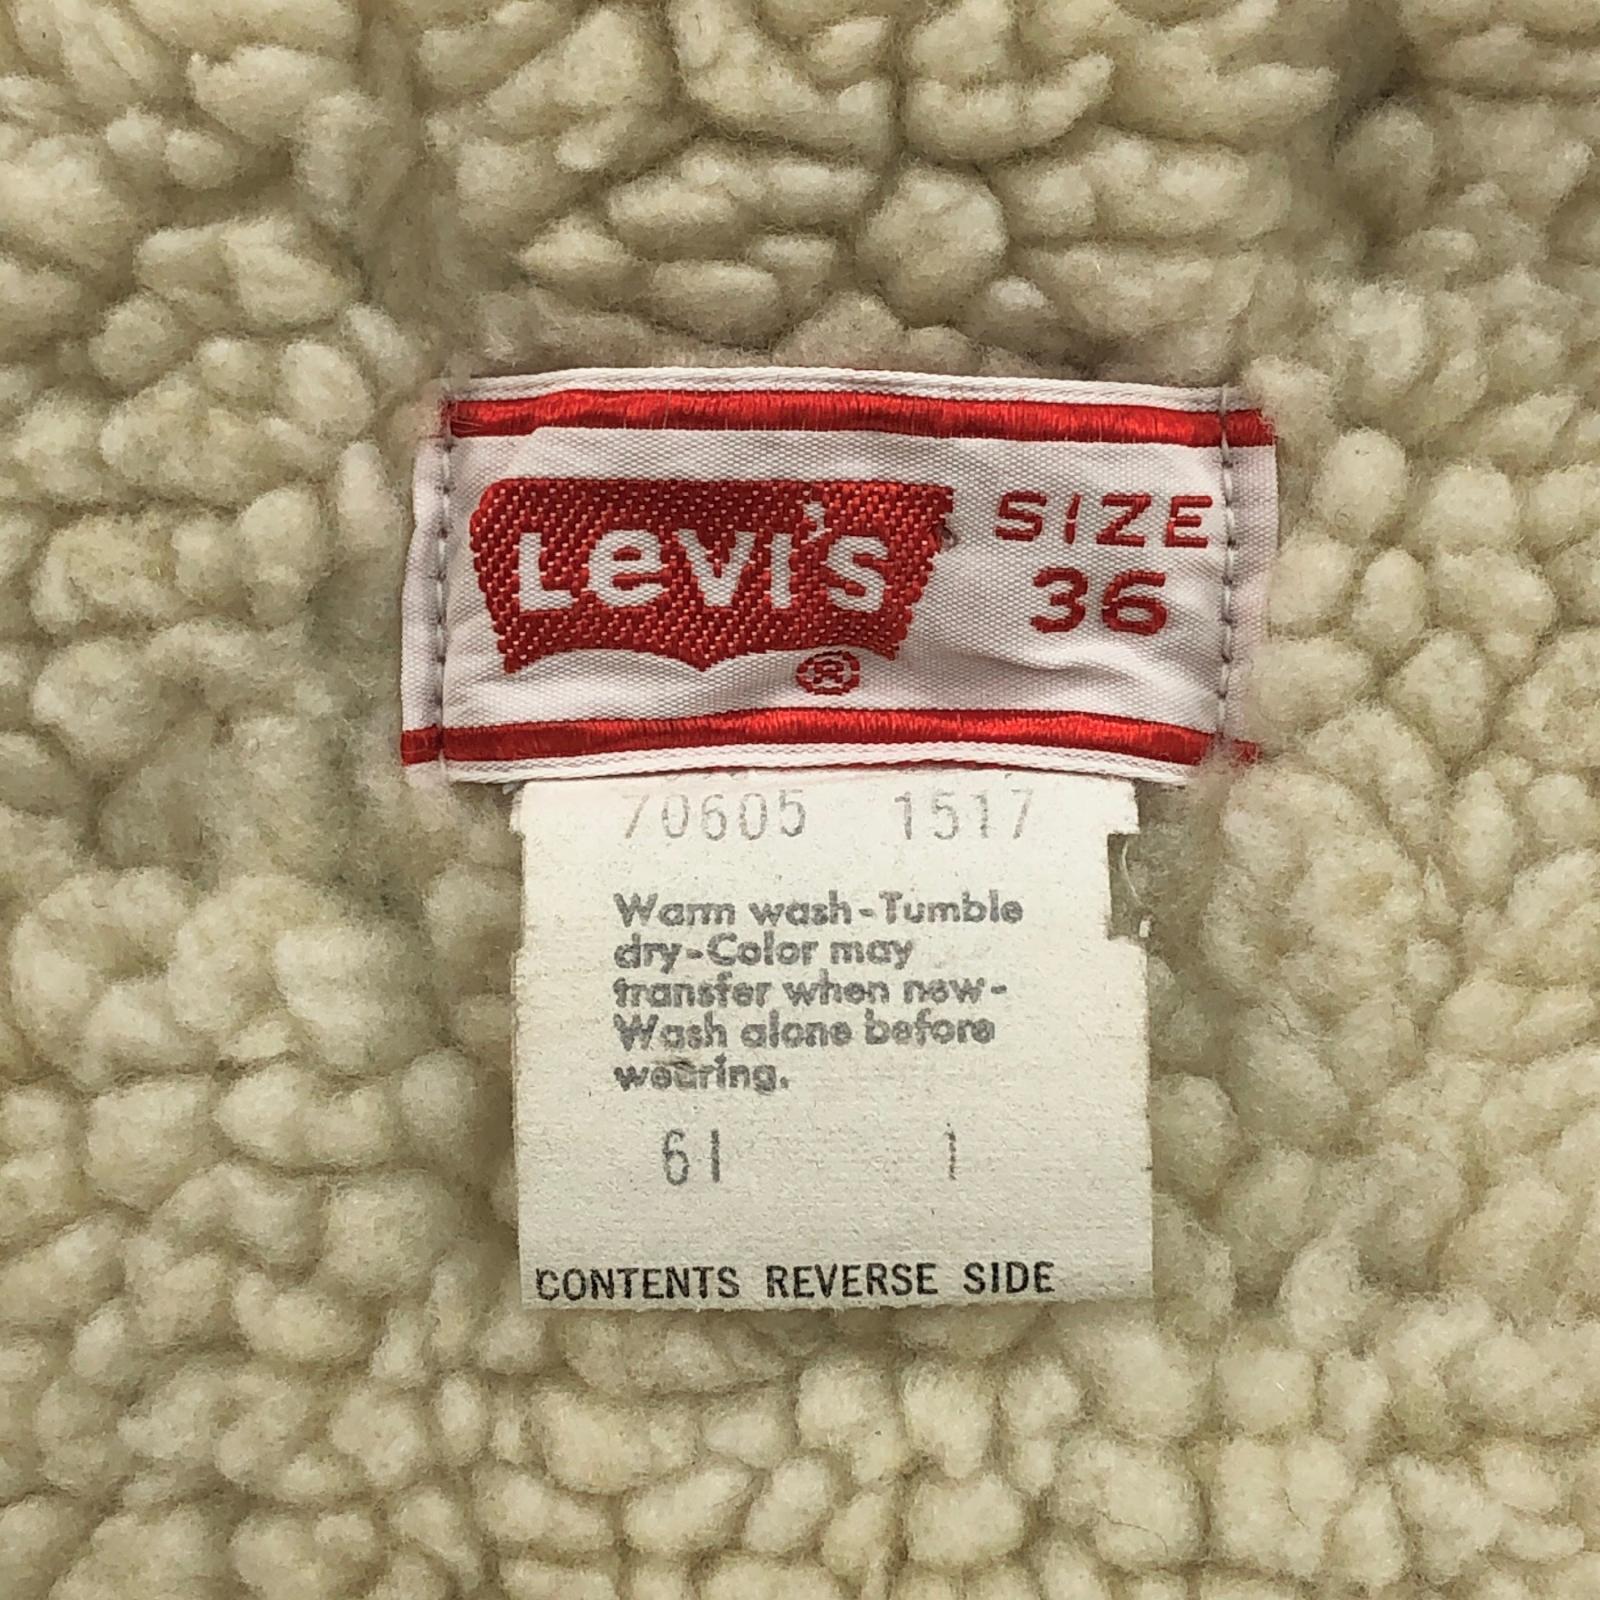 Levi's
®
SIZE
36
70605 1517
Warm wash-Tumble
dry-Color may
transfer when new-
Wash alone before
wearing.
61 1
CONTENTS REVERSE SIDE